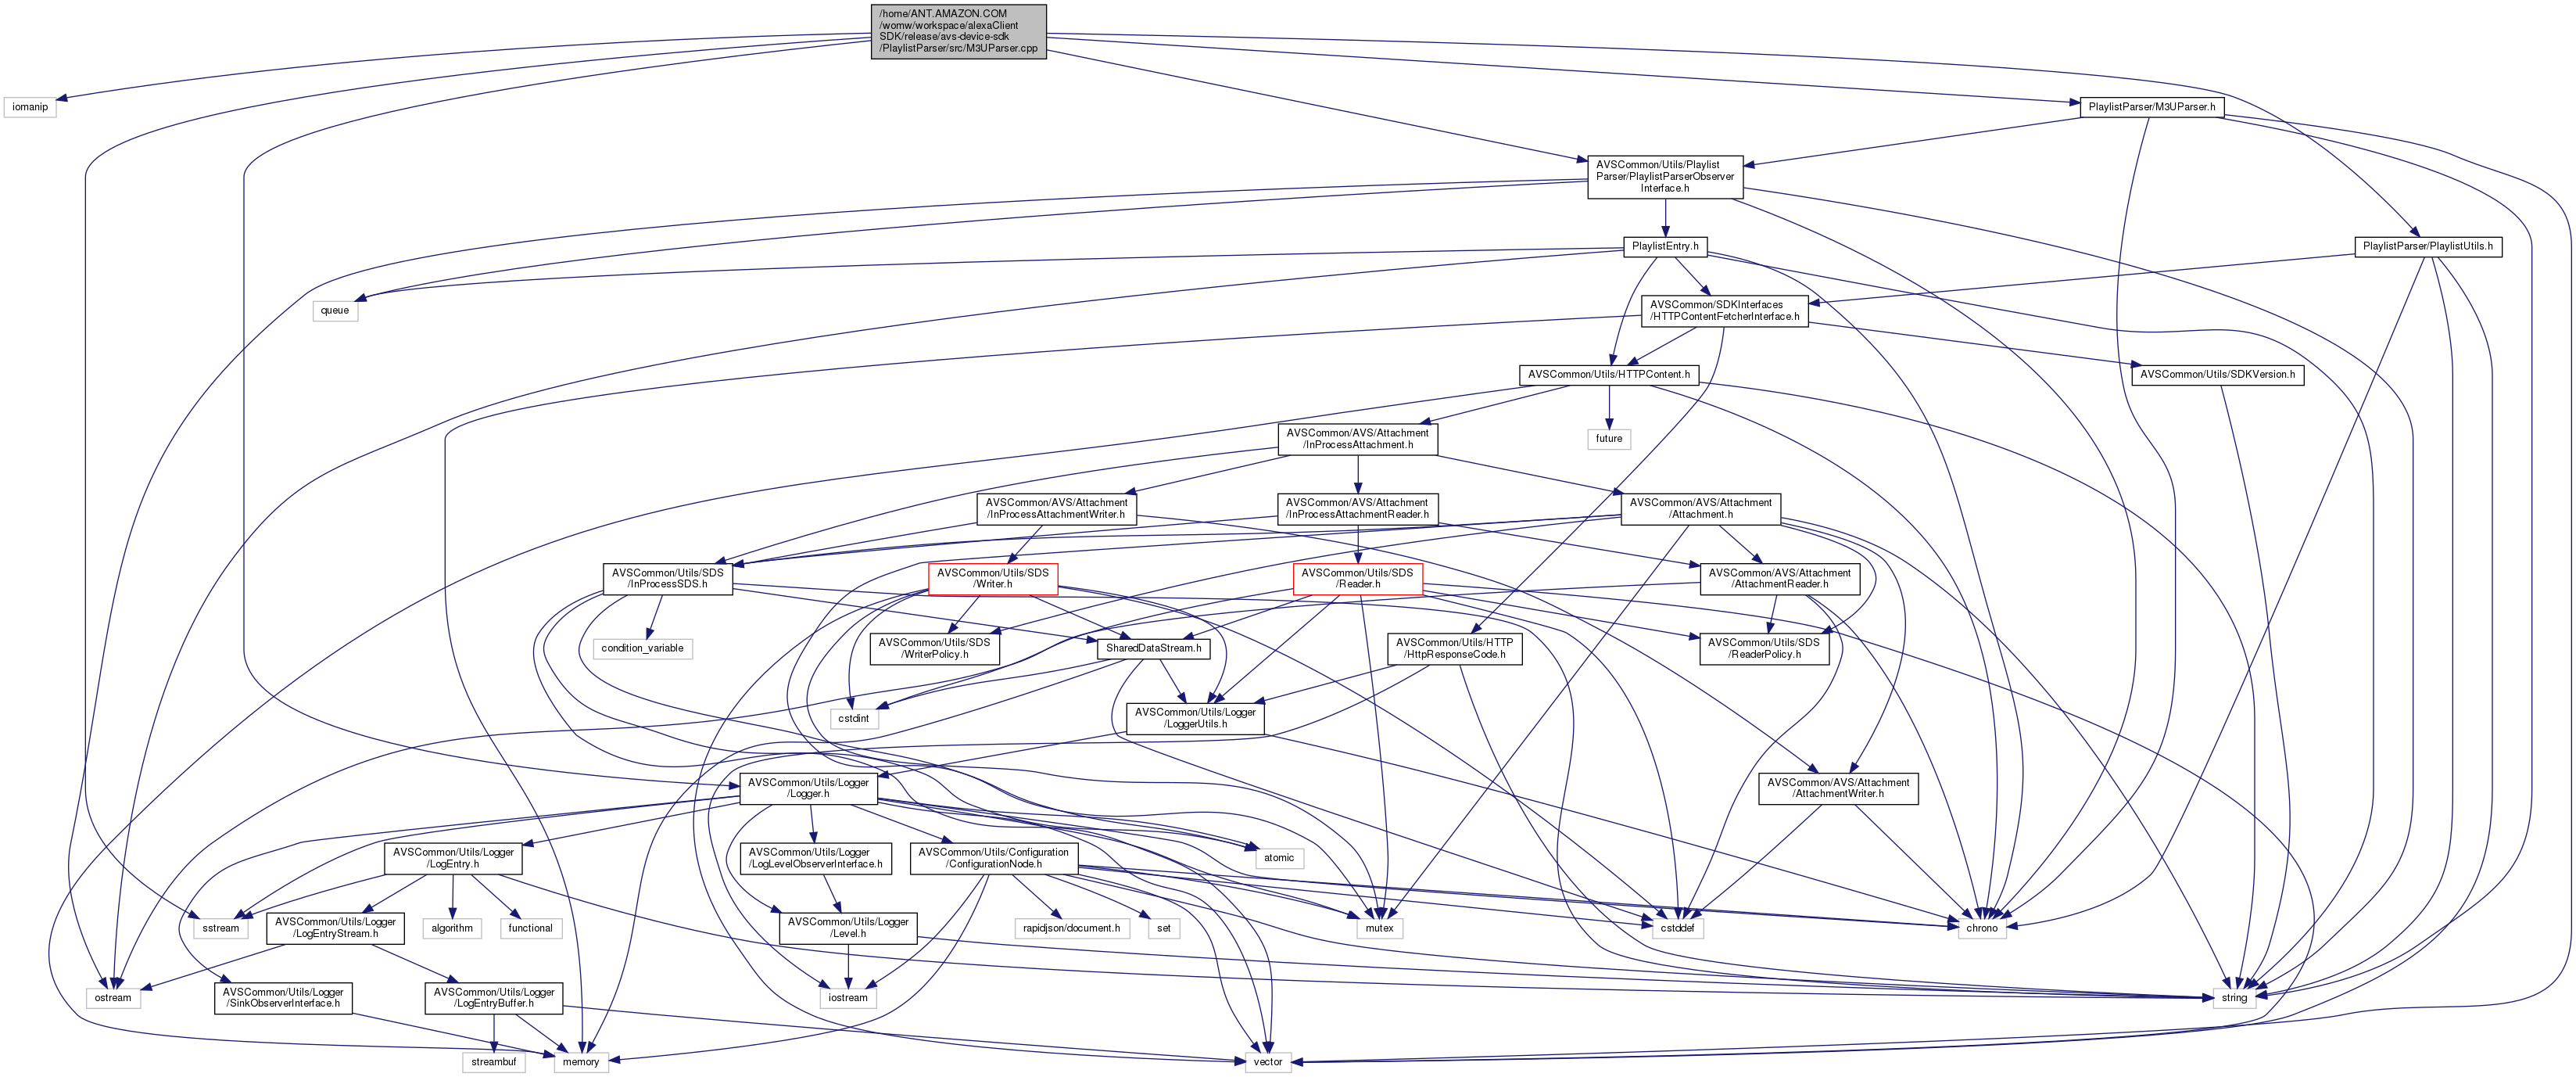 /home/ANT.AMAZON.COM
/womw/workspace/alexaClient
SDK/release/avs-device-sdk
/PlaylistParser/src/M3UParser.cpp
iomanip
PlaylistParser/M3UParser.h
AVSCommon/Utils/Playlist
Parser/PlaylistParserObserver
Interface.h
PlaylistEntry.h
PlaylistParser/PlaylistUtils.h
queue
AVSCommon/SDKInterfaces
/HTTPContentFetcherInterface.h
AVSCommon/Utils/HTTPContent.h
AVSCommon/Utils/SDKVersion.h
AVSCommon/AVS/Attachment
/InProcessAttachment.h
future
AVSCommon/AVS/Attachment
/InProcessAttachmentWriter.h
AVSCommon/AVS/Attachment
/InProcessAttachmentReader.h
AVSCommon/AVS/Attachment
/Attachment.h
AVSCommon/Utils/SDS
/InProcessSDS.h
AVSCommon/Utils/SDS
/Writer.h
AVSCommon/Utils/SDS
/Reader.h
AVSCommon/AVS/Attachment
/AttachmentReader.h
condition_variable
AVSCommon/Utils/SDS
/WriterPolicy.h
SharedDataStream.h
AVSCommon/Utils/HTTP
/HttpResponseCode.h
AVSCommon/Utils/SDS
/ReaderPolicy.h
cstdint
AVSCommon/Utils/Logger
/LoggerUtils.h
AVSCommon/Utils/Logger
/Logger.h
AVSCommon/AVS/Attachment
/AttachmentWriter.h
AVSCommon/Utils/Logger
/LogEntry.h
AVSCommon/Utils/Logger
/LogLevelObserverInterface.h
AVSCommon/Utils/Configuration
/ConfigurationNode.h
atomic
sstream
AVSCommon/Utils/Logger
/LogEntryStream.h
algorithm
functional
AVSCommon/Utils/Logger
/Level.h
rapidjson/document.h
set
mutex
cstddef
chrono
ostream
AVSCommon/Utils/Logger
/SinkObserverInterface.h
AVSCommon/Utils/Logger
/LogEntryBuffer.h
iostream
string
streambuf
memory
vector